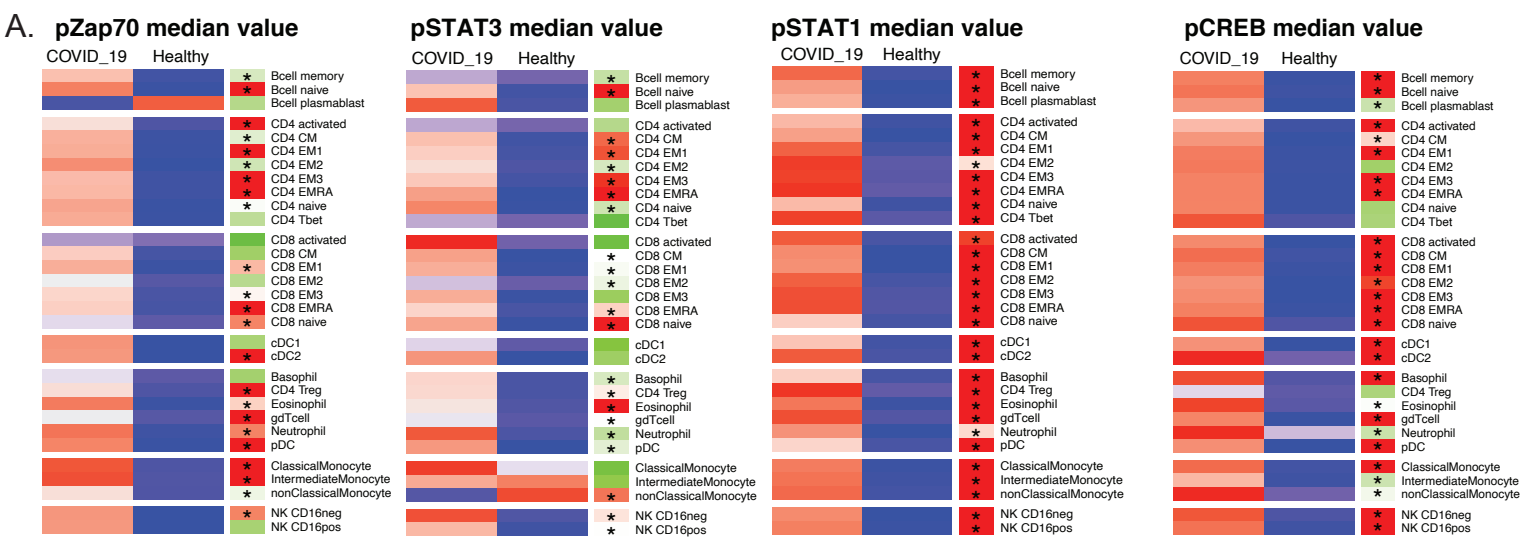 A.
pZap70 median value
COVID_19 Healthy
* Bcell memory
* Bcell naive
Bcell plasmablast
* CD4 activated
* CD4 CM
* CD4 EM1
* CD4 EM2
* CD4 EM3
* CD4 EMRA
* CD4 naive
CD4 Tbet
CD8 activated
CD8 CM
* CD8 EM1
CD8 EM2
* CD8 EM3
* CD8 EMRA
* CD8 naive
cDC1
* cDC2
Basophil
* CD4 Treg
* Eosinophil
* gdTcell
* Neutrophil
* pDC
* ClassicalMonocyte
* IntermediateMonocyte
* nonClassicalMonocyte
* NK CD16neg
NK CD16pos
pSTAT3 median value
COVID_19 Healthy
* Bcell memory
* Bcell naive
Bcell plasmablast
CD4 activated
* CD4 CM
* CD4 EM1
* CD4 EM2
* CD4 EM3
* CD4 EMRA
* CD4 naive
CD4 Tbet
CD8 activated
* CD8 CM
* CD8 EM1
* CD8 EM2
CD8 EM3
* CD8 EMRA
* CD8 naive
cDC1
cDC2
* Basophil
* CD4 Treg
* Eosinophil
* gdTcell
* Neutrophil
* pDC
ClassicalMonocyte
IntermediateMonocyte
* nonClassicalMonocyte
* NK CD16neg
* NK CD16pos
pSTAT1 median value
COVID_19 Healthy
* Bcell memory
* Bcell naive
* Bcell plasmablast
* CD4 activated
* CD4 CM
* CD4 EM1
* CD4 EM2
* CD4 EM3
* CD4 EMRA
* CD4 naive
* CD4 Tbet
* CD8 activated
* CD8 CM
* CD8 EM1
* CD8 EM2
* CD8 EM3
* CD8 EMRA
* CD8 naive
* cDC1
* cDC2
* Basophil
* CD4 Treg
* Eosinophil
* gdTcell
* Neutrophil
* pDC
* ClassicalMonocyte
* IntermediateMonocyte
* nonClassicalMonocyte
* NK CD16neg
* NK CD16pos
pCREB median value
COVID_19 Healthy
* Bcell memory
* Bcell naive
* Bcell plasmablast
* CD4 activated
* CD4 CM
* CD4 EM1
CD4 EM2
* CD4 EM3
* CD4 EMRA
CD4 naive
CD4 Tbet
* CD8 activated
* CD8 CM
* CD8 EM1
* CD8 EM2
* CD8 EM3
* CD8 EMRA
* CD8 naive
* cDC1
* cDC2
* Basophil
CD4 Treg
* Eosinophil
* gdTcell
* Neutrophil
* pDC
* ClassicalMonocyte
* IntermediateMonocyte
* nonClassicalMonocyte
* NK CD16neg
* NK CD16pos